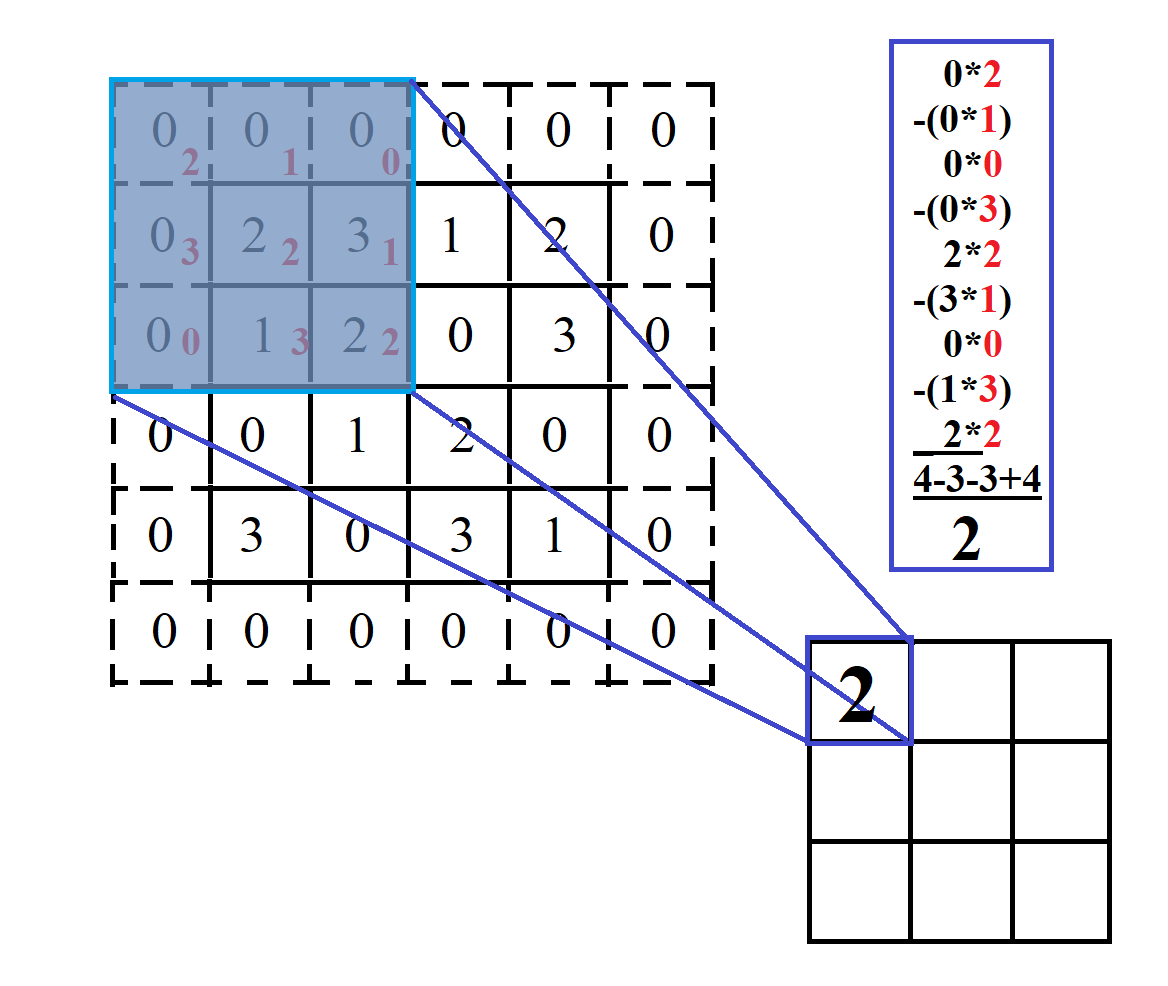 0 0 0 0 0 0
2 1 0
0 2 3 1 2 0
3 2 1
0 1 2 0 3 0
0 3 2
0 0 1 2 0 0
0 3 0 3 1 0
0 0 0 0 0 0
0*2
-(0*1)
0*0
-(0*3)
2*2
-(3*1)
0*0
-(1*3)
2*2
4-3-3+4
2
2